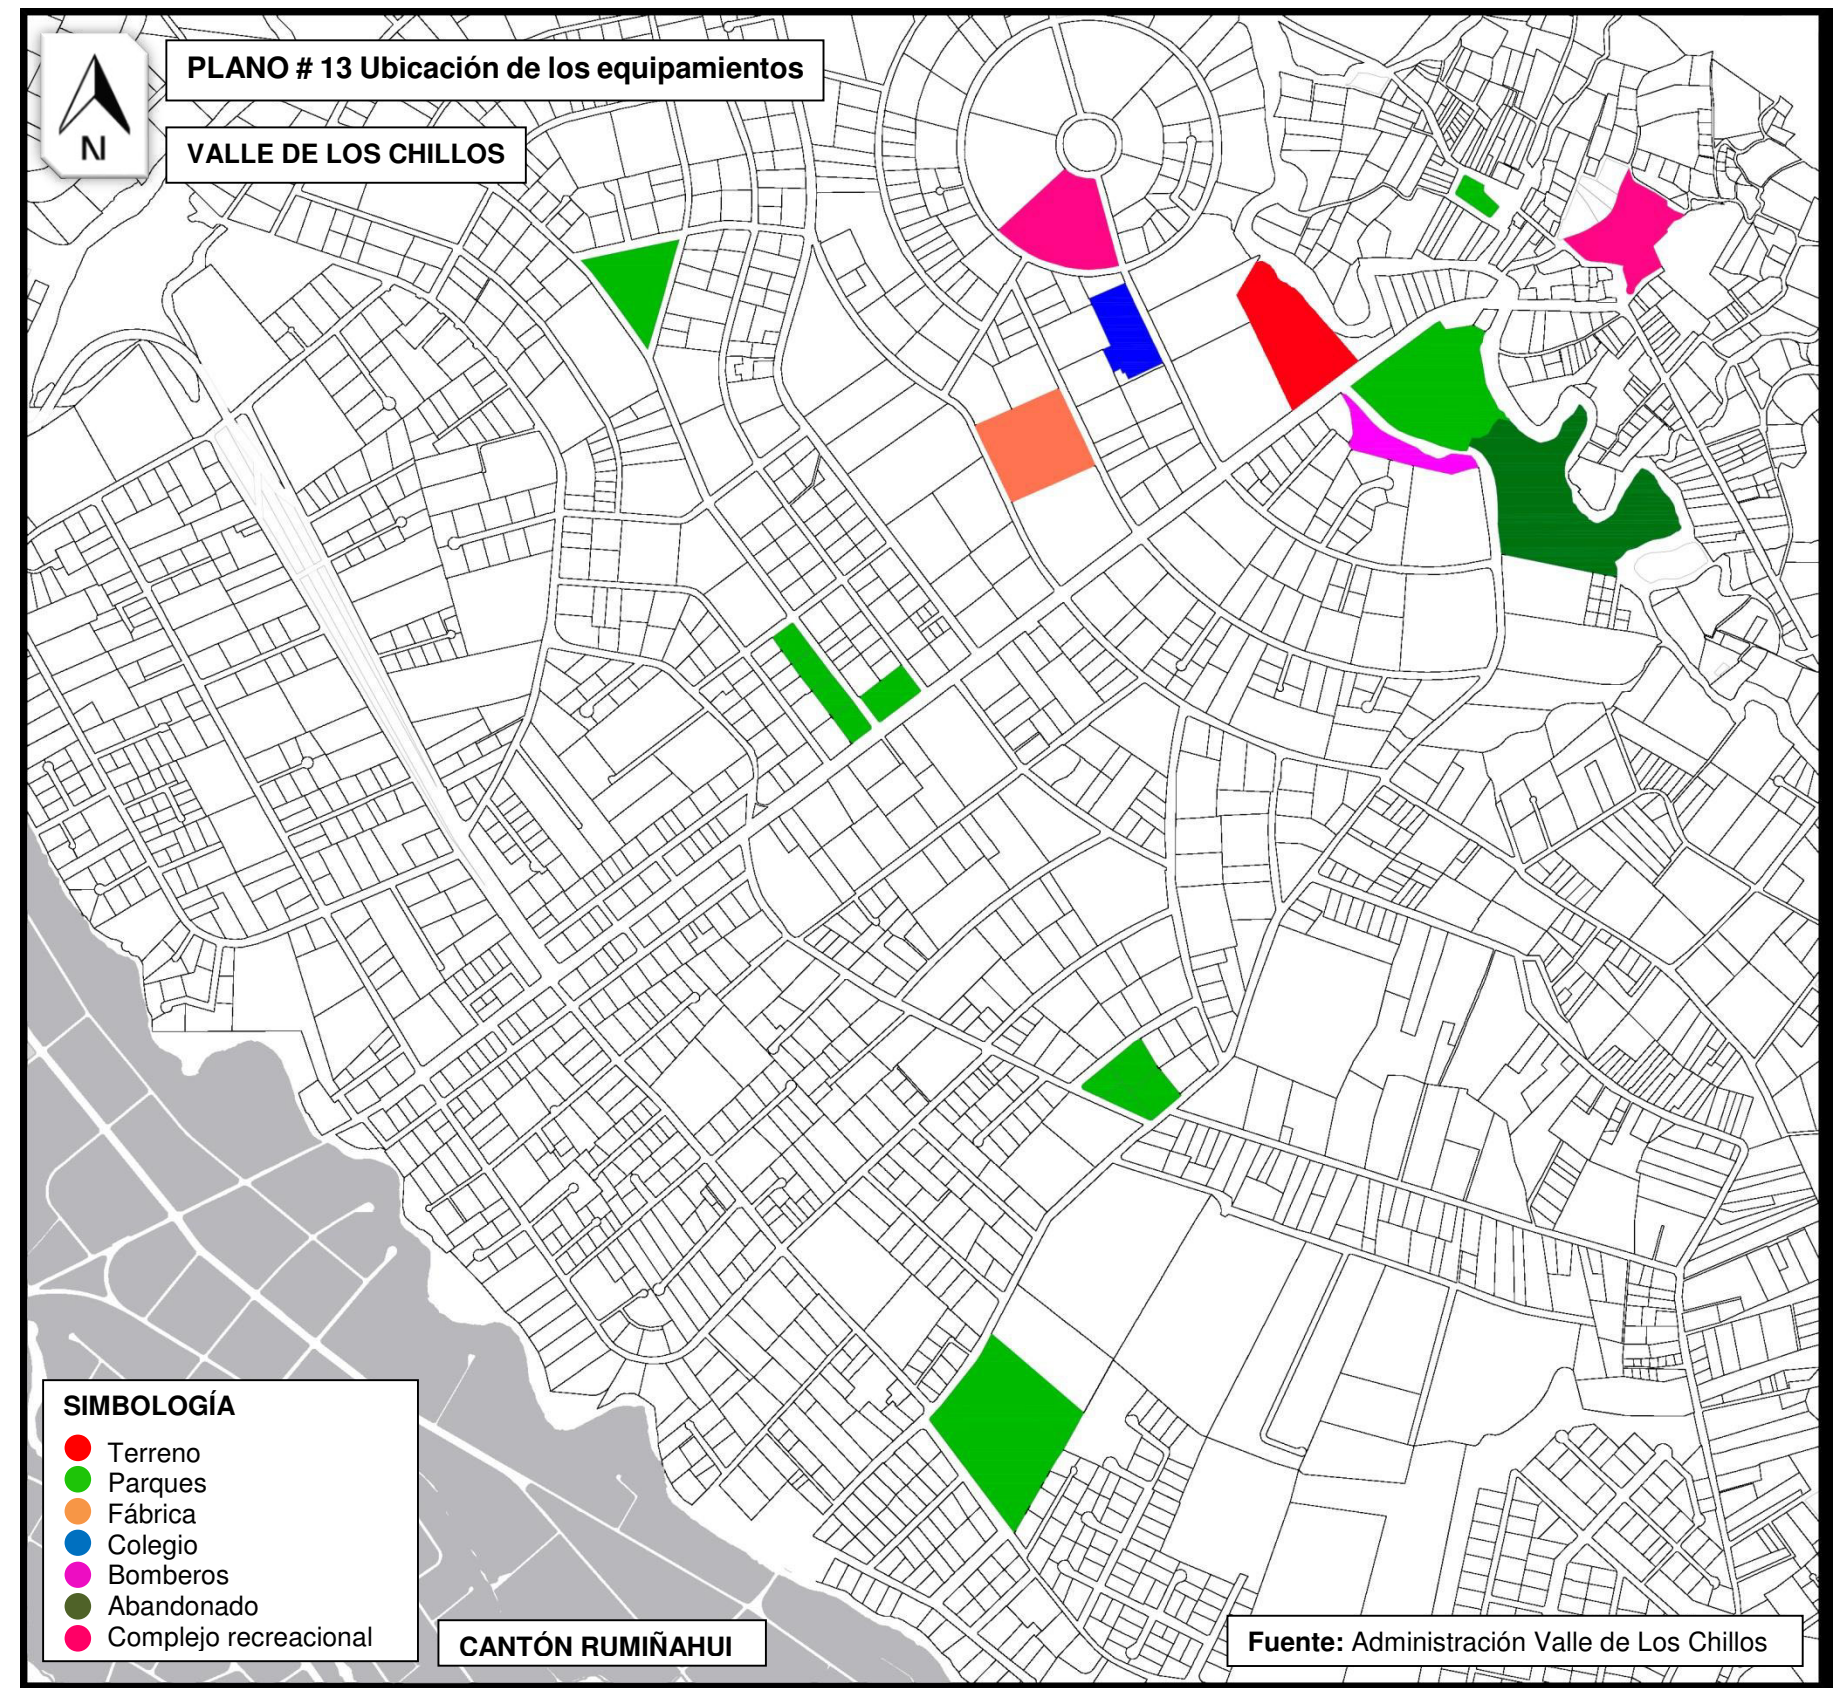 PLANO # 13 Ubicación de los equipamientos
N
VALLE DE LOS CHILLOS
SIMBOLOGÍA
Terreno
Parques
Fábrica
Colegio
Bomberos
Abandonado
Complejo recreacional
CANTÓN RUMIÑAHUI
Fuente: Administración Valle de Los Chillos